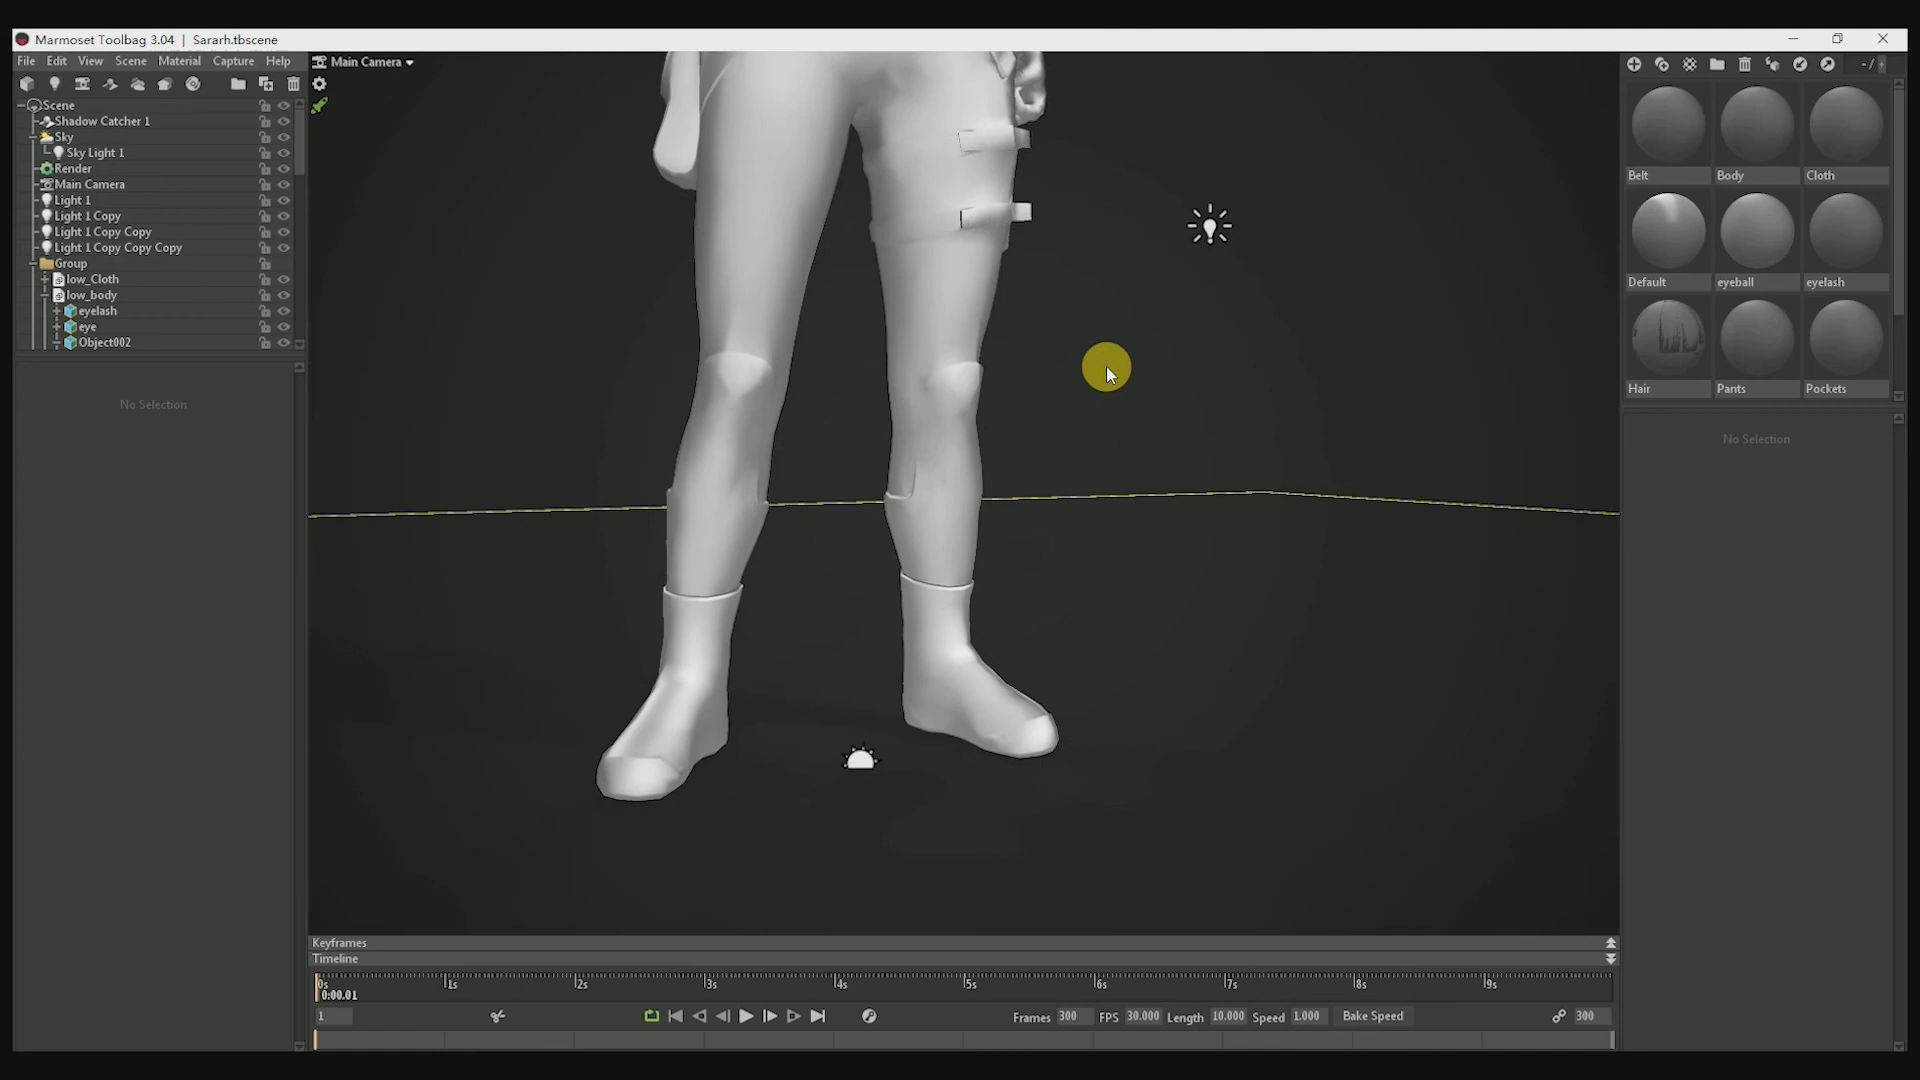 Marmoset Toolbag 3.04 | Sararh.tbscene
File Edit View Scene Material Capture Help
Main Camera
Scene
Shadow Catcher 1
Sky
Sky Light 1
Render
Main Camera
Light 1
Light 1 Copy
Light 1 Copy Copy
Light 1 Copy Copy Copy
Group
low_Cloth
low_body
eyelash
eye
Object002
No Selection
Belt Body Cloth
Default eyeball eyelash
Hair Pants Pockets
No Selection
Keyframes
Timeline
0s 1s 2s 3s 4s 5s 6s 7s 8s 9s
0:00.01
1 Frames 300 FPS 30.000 Length 10.000 Speed 1.000 Bake Speed 300